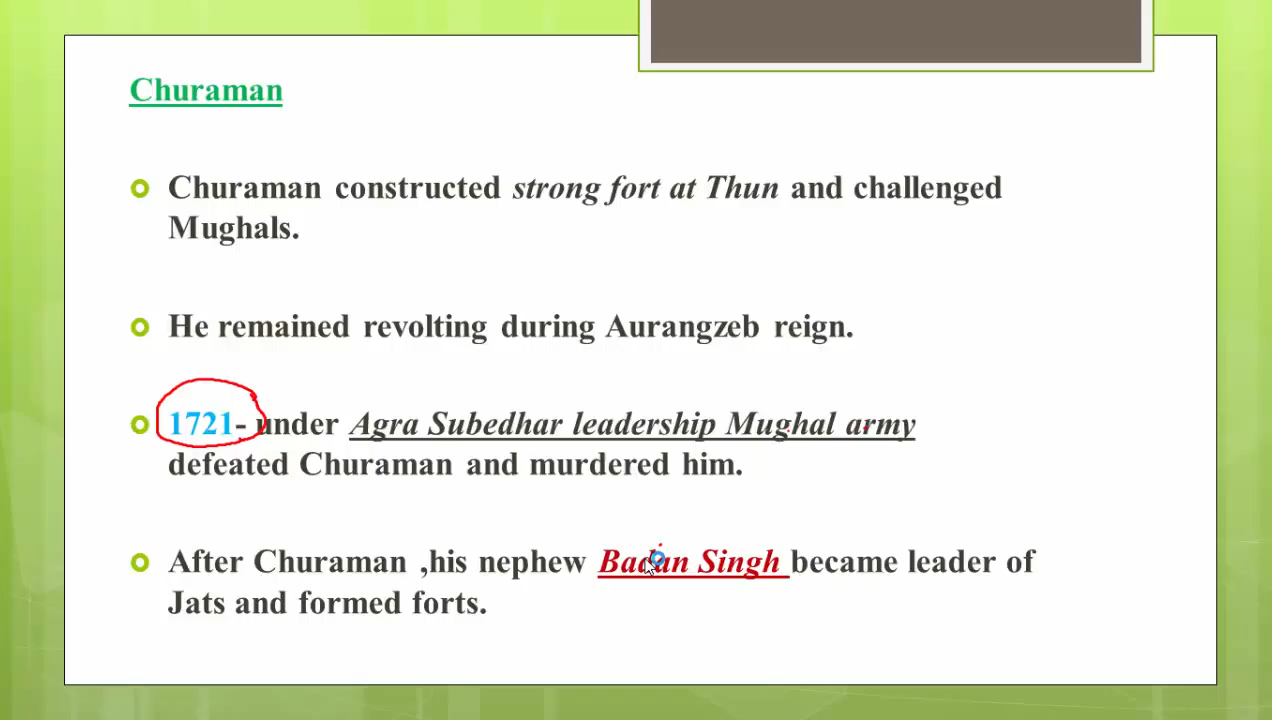 Churaman
Churaman constructed strong fort at Thun and challenged
Mughals.
He remained revolting during Aurangzeb reign.
1721- under Agra Subedhar leadership Mughal army
defeated Churaman and murdered him.
After Churaman ,his nephew Badan Singh became leader of
Jats and formed forts.